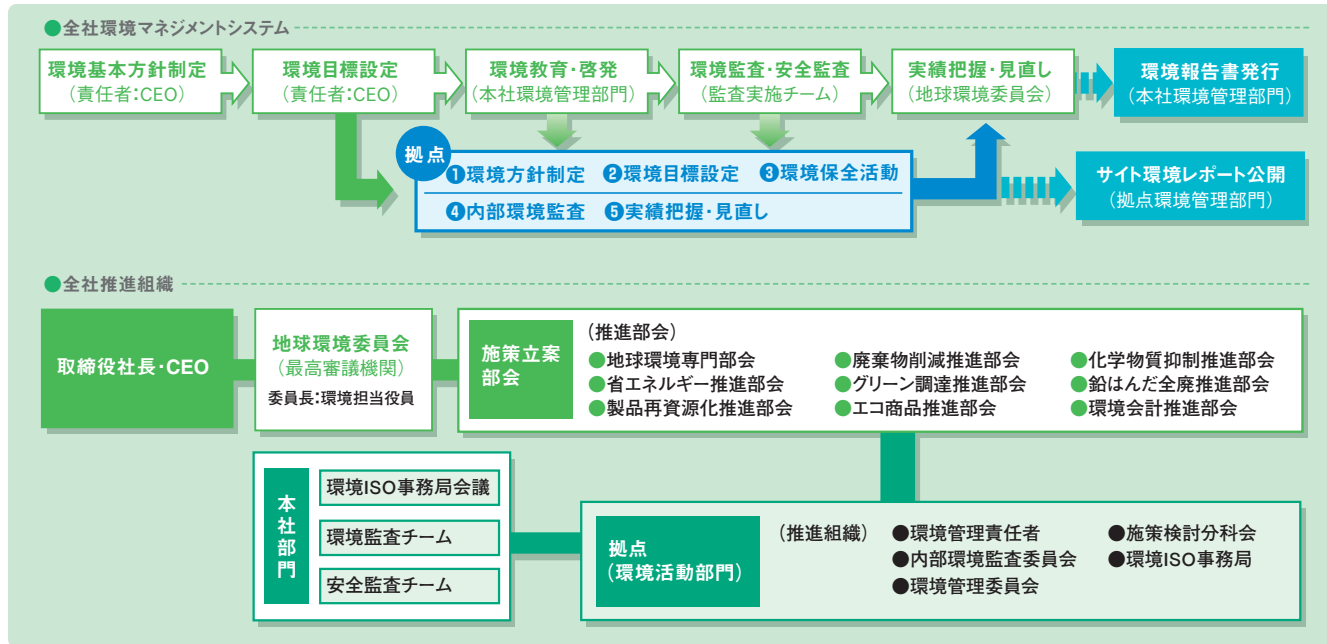 ●全社環境マネジメントシステム
環境基本方針制定
(責任者:CEO)
環境目標設定
(責任者:CEO)
環境教育・啓発
(本社環境管理部門)
環境監査・安全監査
(監査実施チーム)
実績把握・見直し
(地球環境委員会)
環境報告書発行
(本社環境管理部門)
拠点
❶環境方針制定 ❷環境目標設定 ❸環境保全活動
❹内部環境監査 ❺実績把握・見直し
サイト環境レポート公開
(拠点環境管理部門)
●全社推進組織
取締役社長・CEO
地球環境委員会
(最高審議機関)
委員長:環境担当役員
施策立案
部会
(推進部会)
●地球環境専門部会 ●廃棄物削減推進部会 ●化学物質抑制推進部会
●省エネルギー推進部会 ●グリーン調達推進部会 ●鉛はんだ全廃推進部会
●製品再資源化推進部会 ●エコ商品推進部会 ●環境会計推進部会
本社部門
環境ISO事務局会議
環境監査チーム
安全監査チーム
拠点
(環境活動部門)
(推進組織) ●環境管理責任者 ●施策検討分科会
●内部環境監査委員会 ●環境ISO事務局
●環境管理委員会